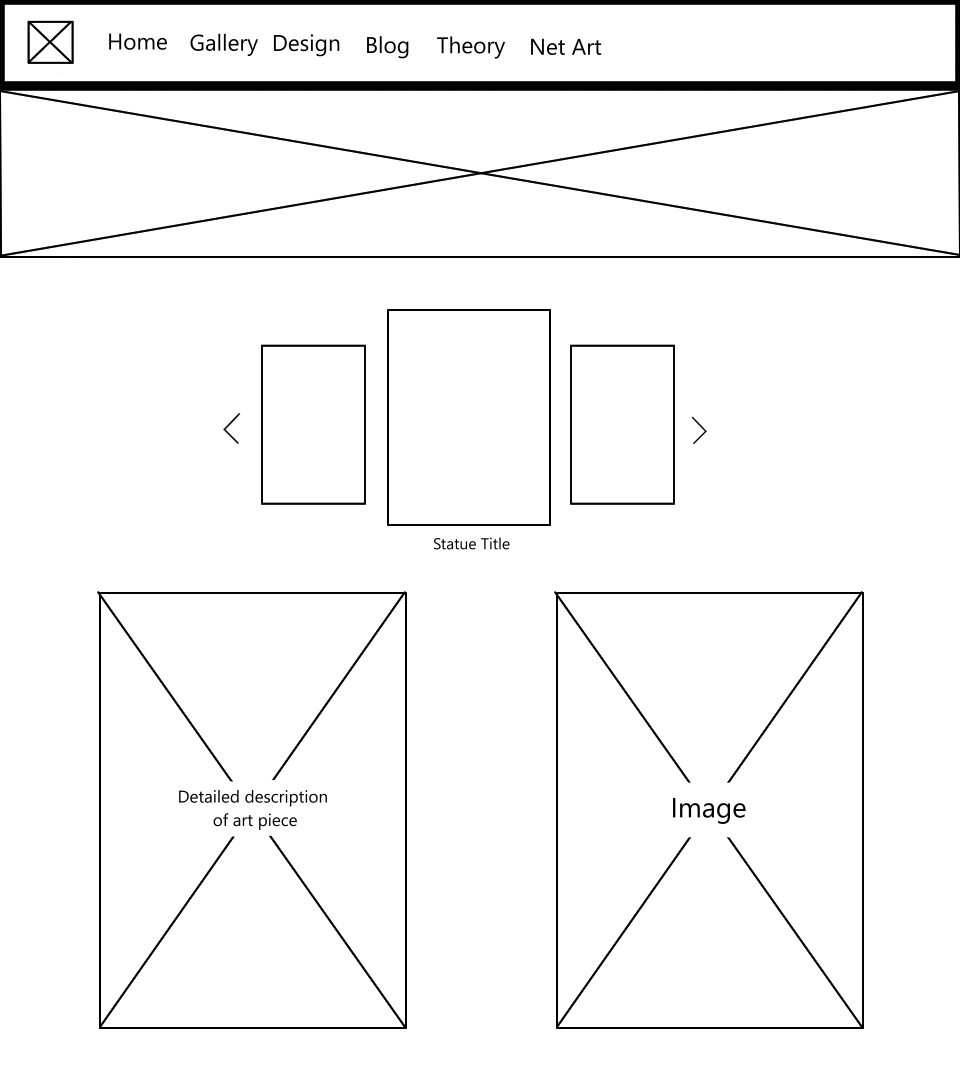 Home Gallery Design Blog Theory Net Art
Statue Title
Detailed description
of art piece
Image